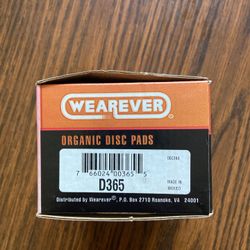 WEAREVER®
ORGANIC DISC PADS
7 66024 00365 5
D365
MADE IN
MEXICO
Distributed by Wearever®, P.O. Box 2710 Roanoke, VA 24001